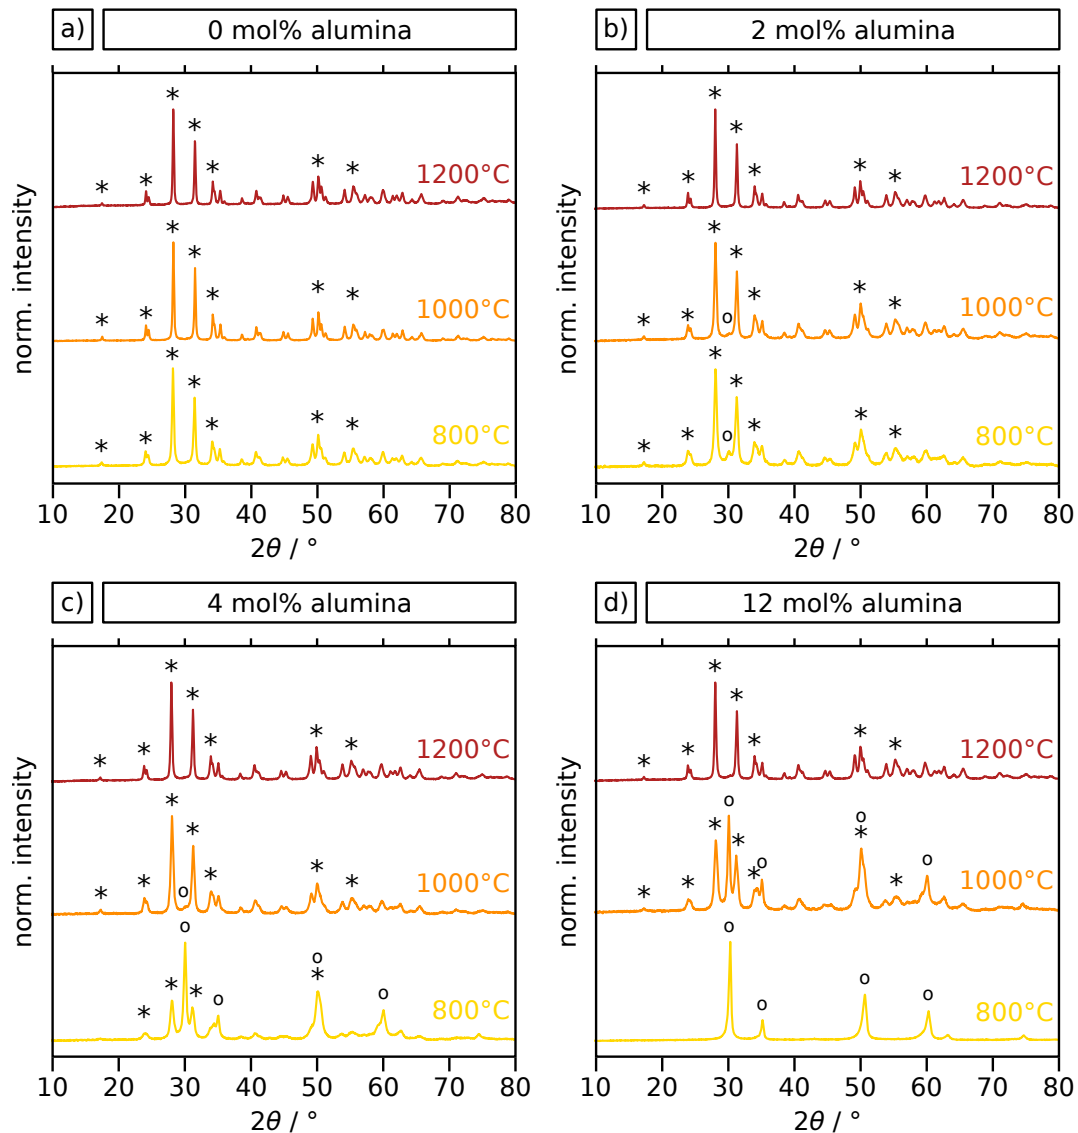 a) 0 mol% alumina
norm. intensity
* * * * * * *
1200°C
* * * * * * *
1000°C
* * * * * * *
800°C
10 20 30 40 50 60 70 80
2θ / °
b) 2 mol% alumina
norm. intensity
* * * * * * *
1200°C
* * * o * * * *
1000°C
* * * o * * * *
800°C
10 20 30 40 50 60 70 80
2θ / °
c) 4 mol% alumina
norm. intensity
* * * * * * *
1200°C
* * * o * * * *
1000°C
* * o * o o * o
800°C
10 20 30 40 50 60 70 80
2θ / °
d) 12 mol% alumina
norm. intensity
* * * * * * *
1200°C
* * * o * * o o * * o
1000°C
o o o o
800°C
10 20 30 40 50 60 70 80
2θ / °